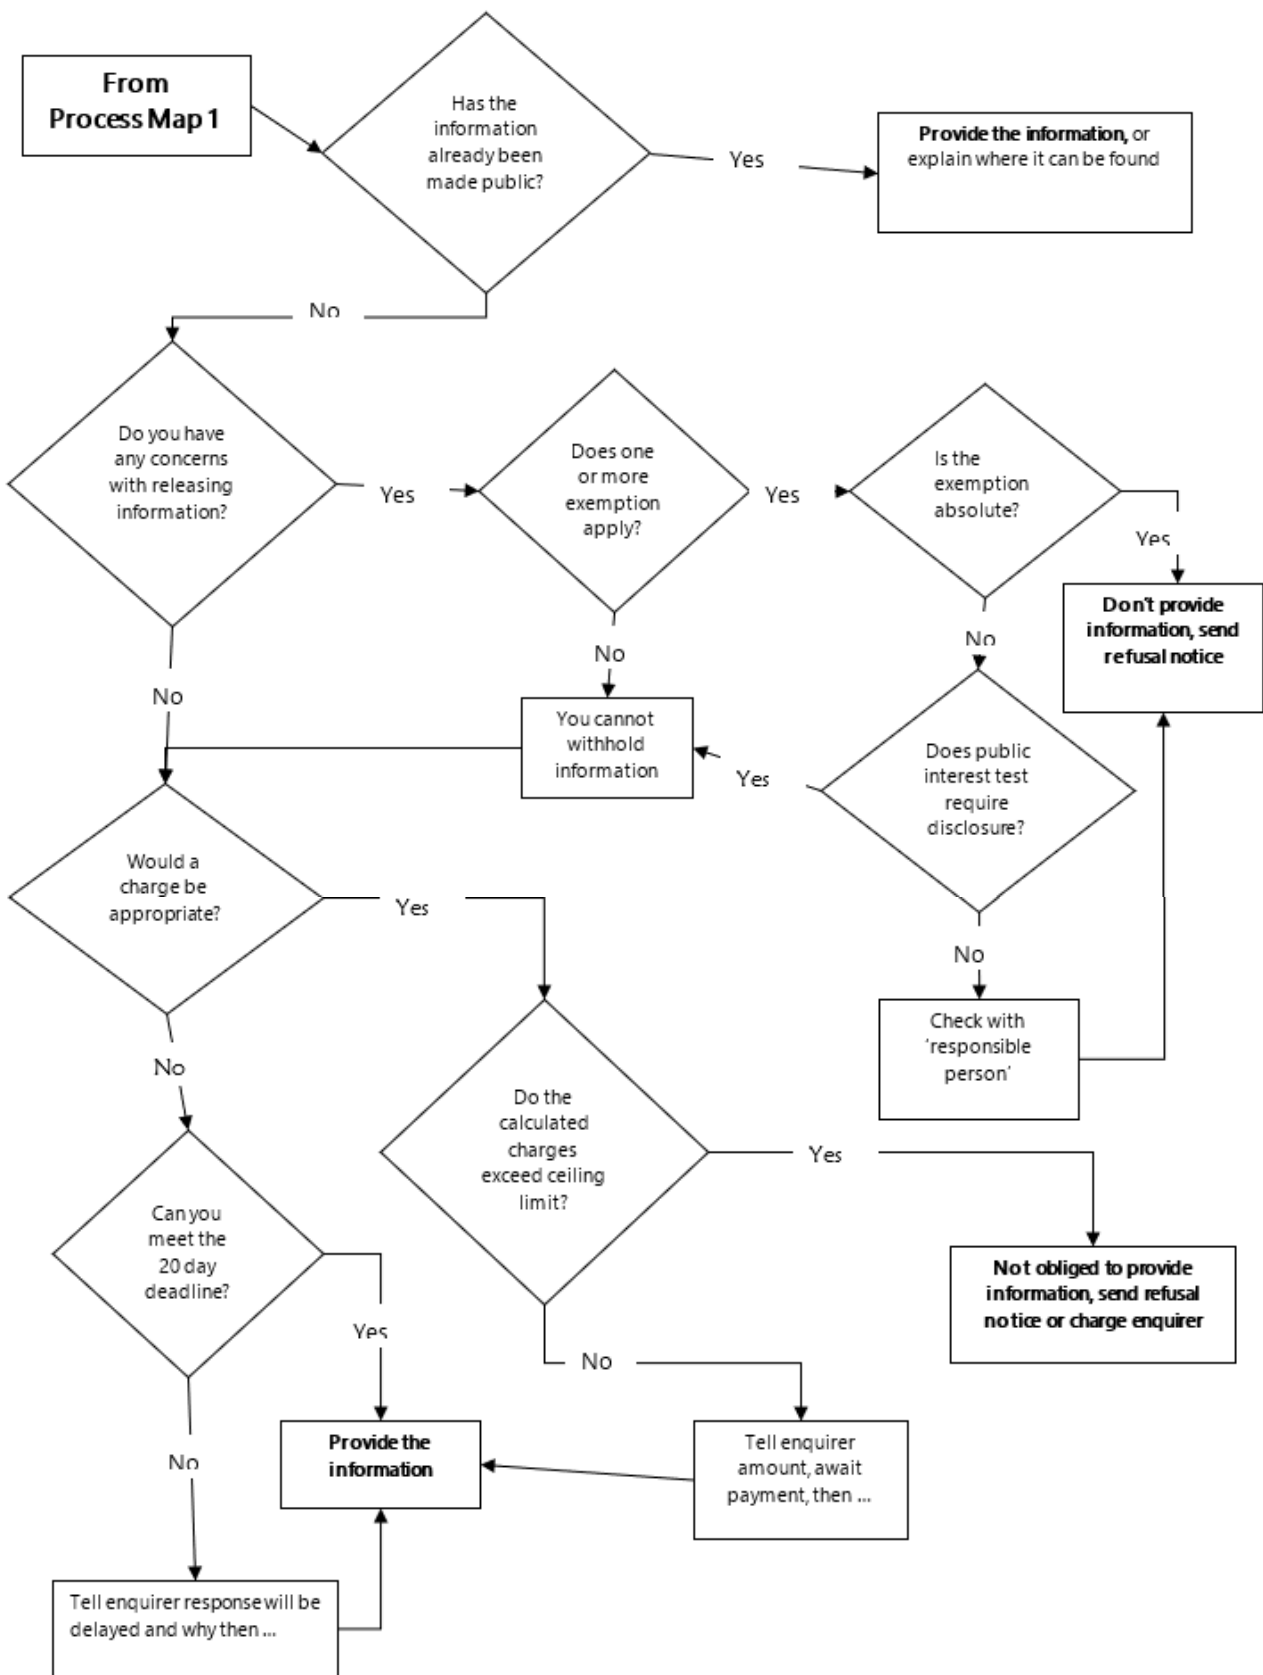 From
Process Map 1
Has the
information
already been
made public?
Yes
Provide the information, or
explain where it can be found
No
Do you have
any concerns
with releasing
information?
Yes
Does one
or more
exemption
apply?
Yes
Is the
exemption
absolute?
Yes
Don't provide
information, send
refusal notice
No
No
No
You cannot
withhold
information
Yes
Does public
interest test
require
disclosure?
Would a
charge be
appropriate?
Yes
No
Check with
‘responsible
person’
No
Do the
calculated
charges
exceed ceiling
limit?
Yes
Can you
meet the
20 day
deadline?
Yes
Not obliged to provide
information, send refusal
notice or charge enquirer
No
No
Provide the
information
Tell enquirer
amount, await
payment, then ...
Tell enquirer response will be
delayed and why then ...